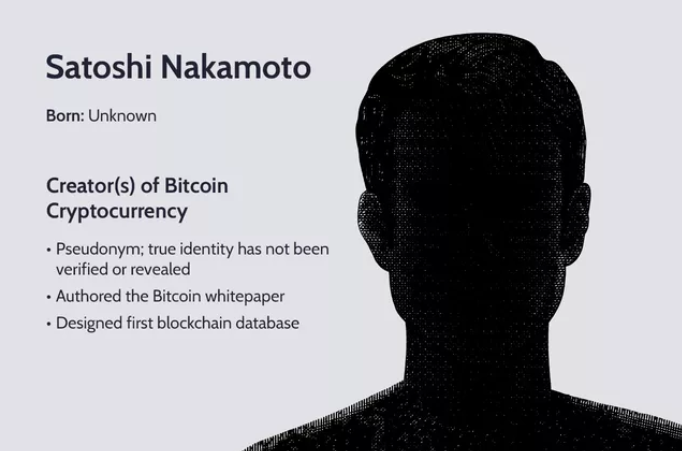 Satoshi Nakamoto
Born: Unknown
Creator(s) of Bitcoin
Cryptocurrency
• Pseudonym; true identity has not been
verified or revealed
• Authored the Bitcoin whitepaper
• Designed first blockchain database